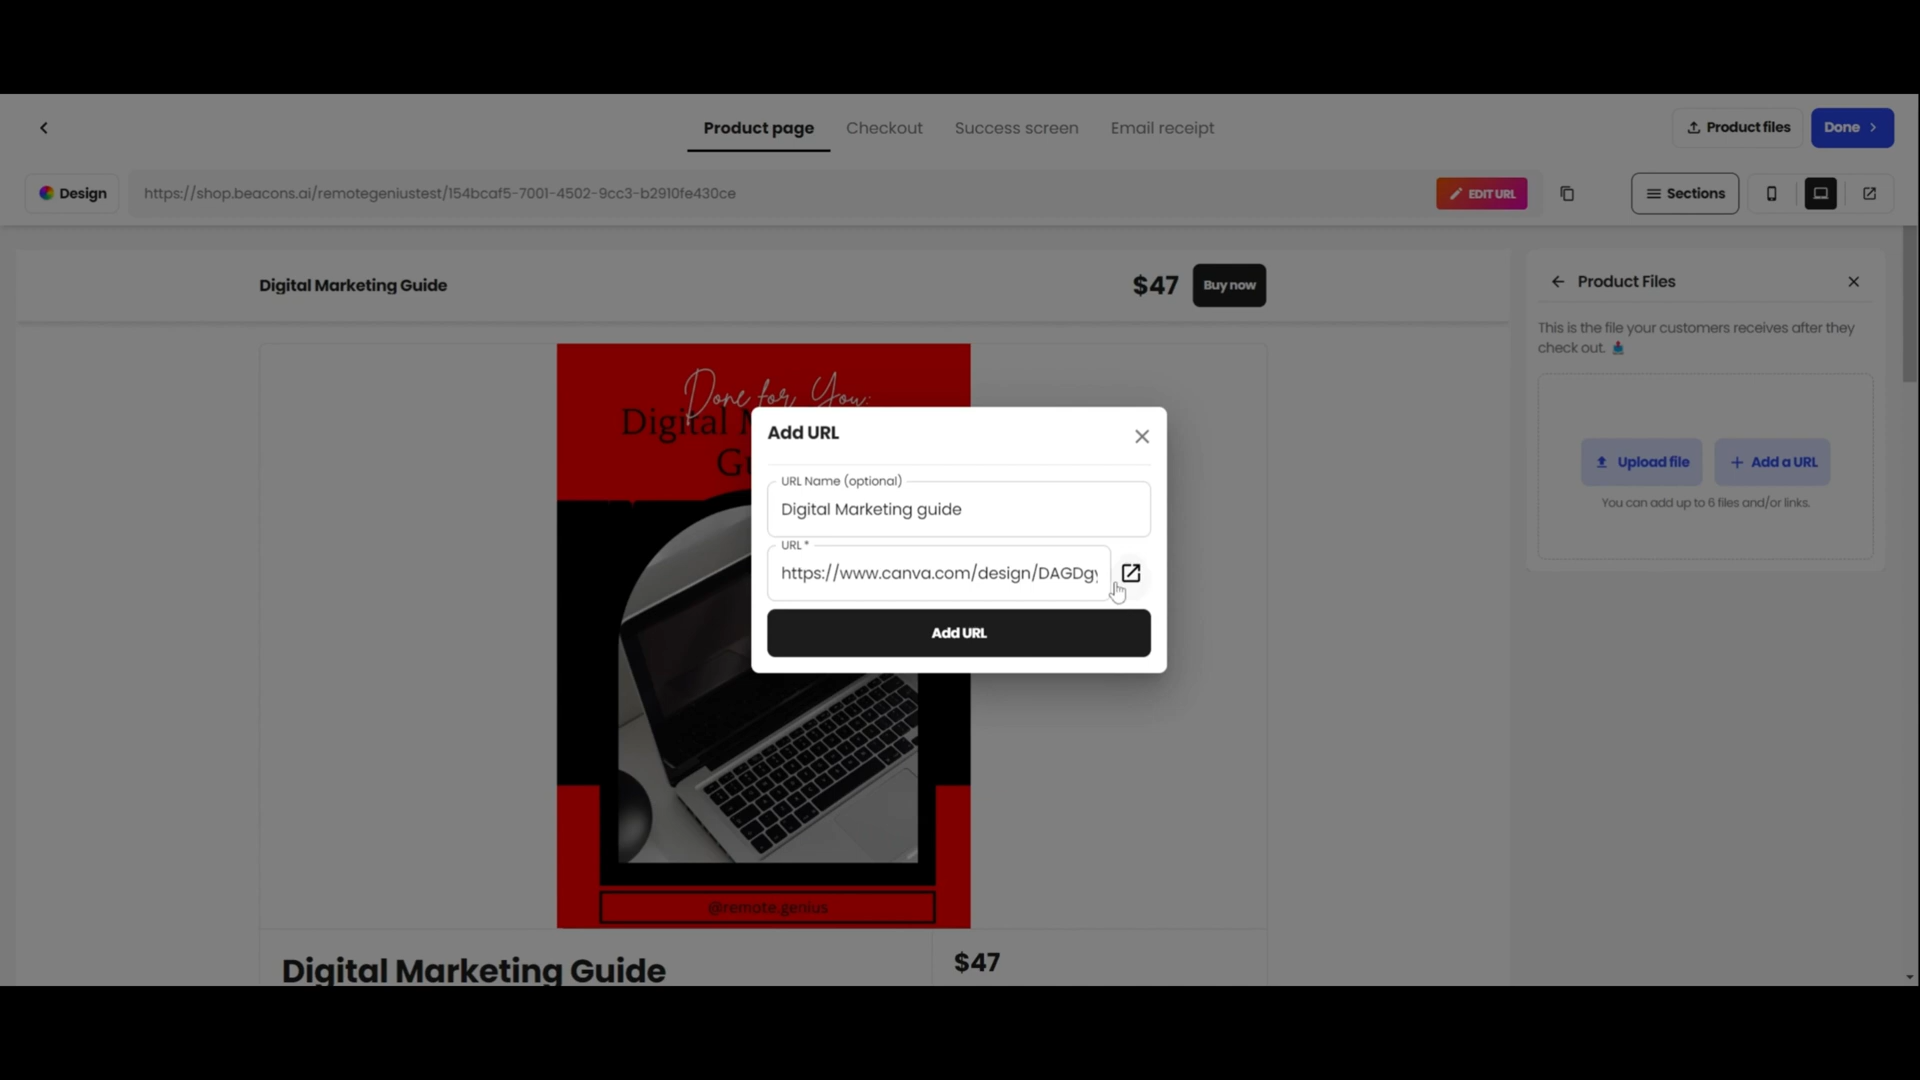 Product page
Checkout
Success screen
Email receipt
Product files
Done
Design
https://shop.beacons.ai/remotegeniustest/154bcaf5-7001-4502-9cc3-b2910fe430ce
EDIT URL
Sections
Digital Marketing Guide
$47
Buy now
Product Files
This is the file your customers receives after they
check out.
Upload file
Add a URL
You can add up to 6 files and/or links.
Done for You:
Digital
Add URL
URL Name (optional)
Digital Marketing guide
URL *
https://www.canva.com/design/DAGDg
Add URL
@remote.genius
Digital Marketing Guide
$47